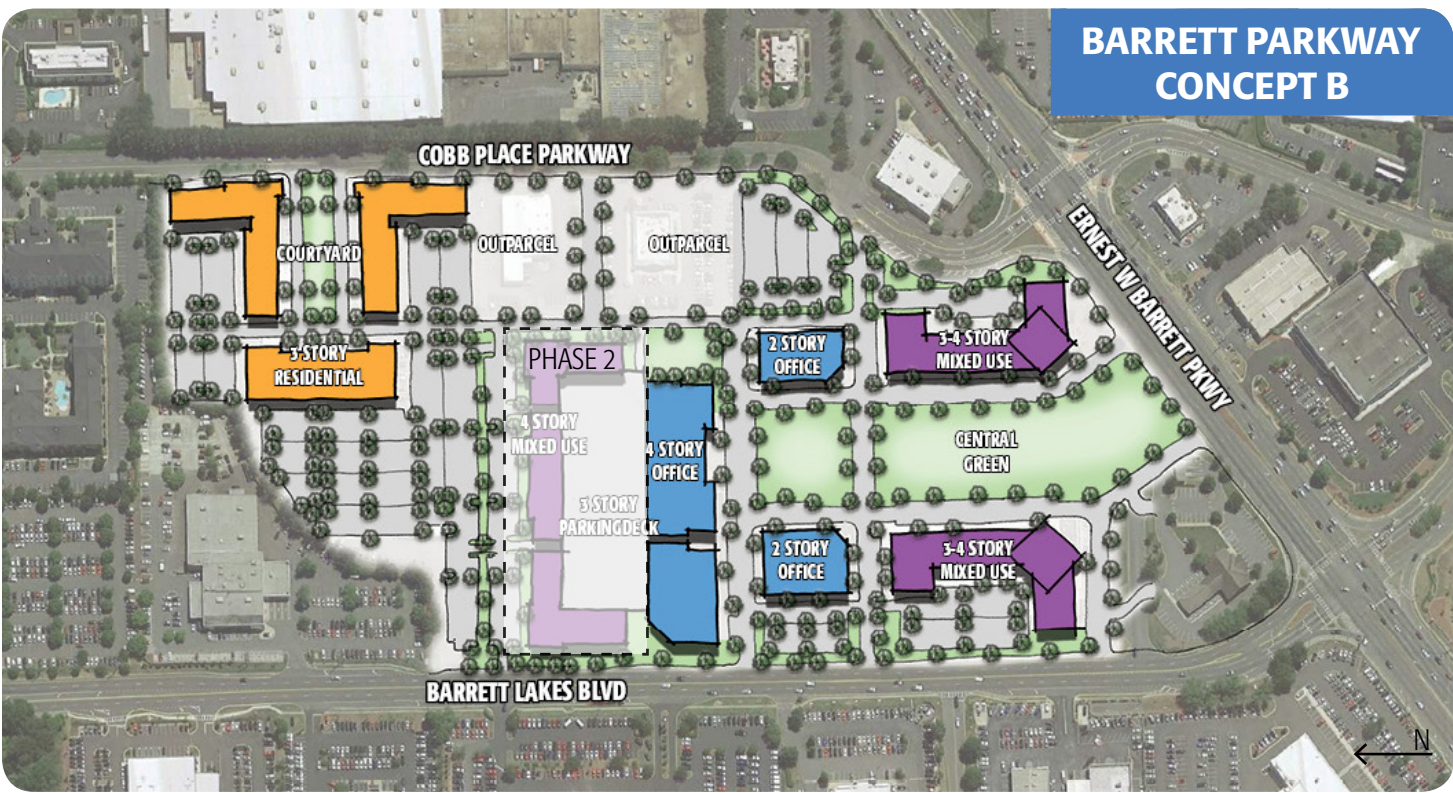 BARRETT PARKWAY
CONCEPT B
COBB PLACE PARKWAY
ERNEST W BARRETT PKWY
COURTYARD
OUTPARCEL
OUTPARCEL
3 STORY
RESIDENTIAL
PHASE 2
2 STORY
OFFICE
3-4 STORY
MIXED USE
4 STORY
MIXED USE
4 STORY
OFFICE
CENTRAL
GREEN
3 STORY
PARKINGDECK
2 STORY
OFFICE
3-4 STORY
MIXED USE
BARRETT LAKES BLVD
N